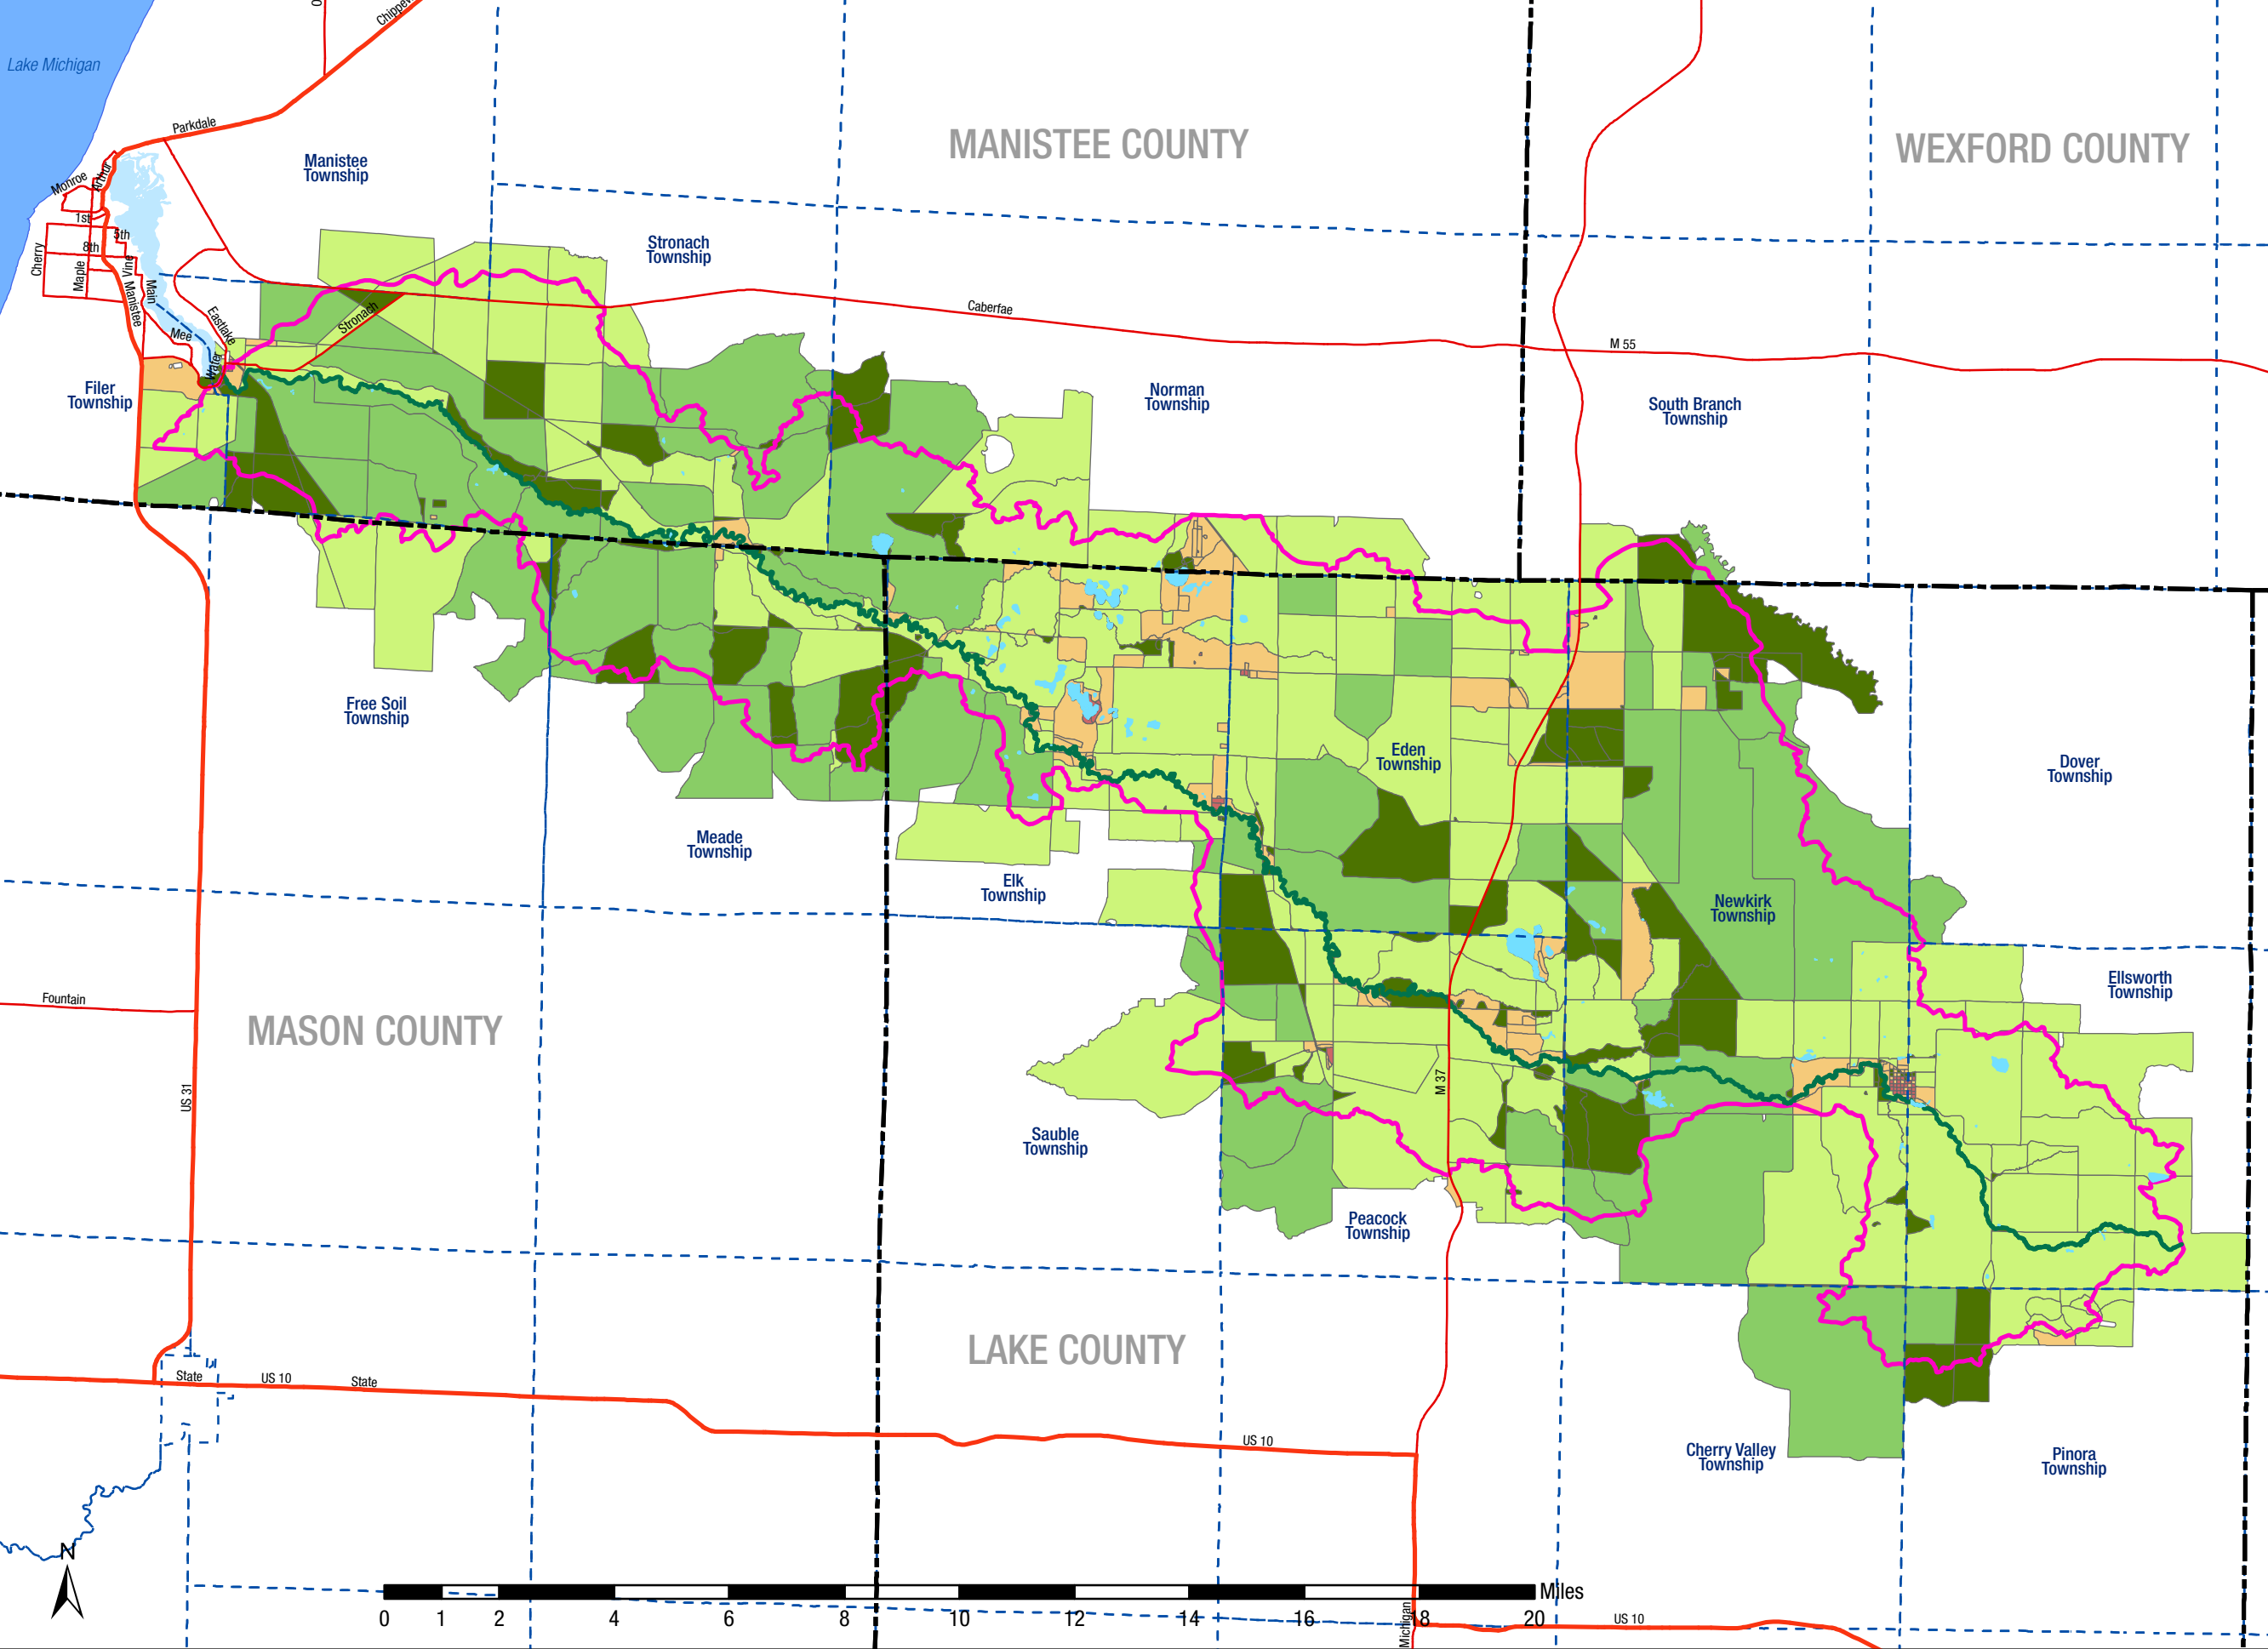 Lake Michigan
Parkdale
Manistee
Township
MANISTEE COUNTY
WEXFORD COUNTY
Monroe
Arthur
1st
5th
8th
Cherry
Maple
Vine
Manistee
Main
Mee
Eastlake
Water
Stronach
Stronach
Township
Caberfae
M 55
Filer
Township
Norman
Township
South Branch
Township
Free Soil
Township
Eden
Township
Dover
Township
Meade
Township
Elk
Township
Newkirk
Township
Ellsworth
Township
Fountain
MASON COUNTY
US 31
M 37
Sauble
Township
Peacock
Township
LAKE COUNTY
State
US 10
State
US 10
Cherry Valley
Township
Pinora
Township
N
Miles
0 1 2 4 6 8 10 12 14 16 18 20
Michigan
US 10